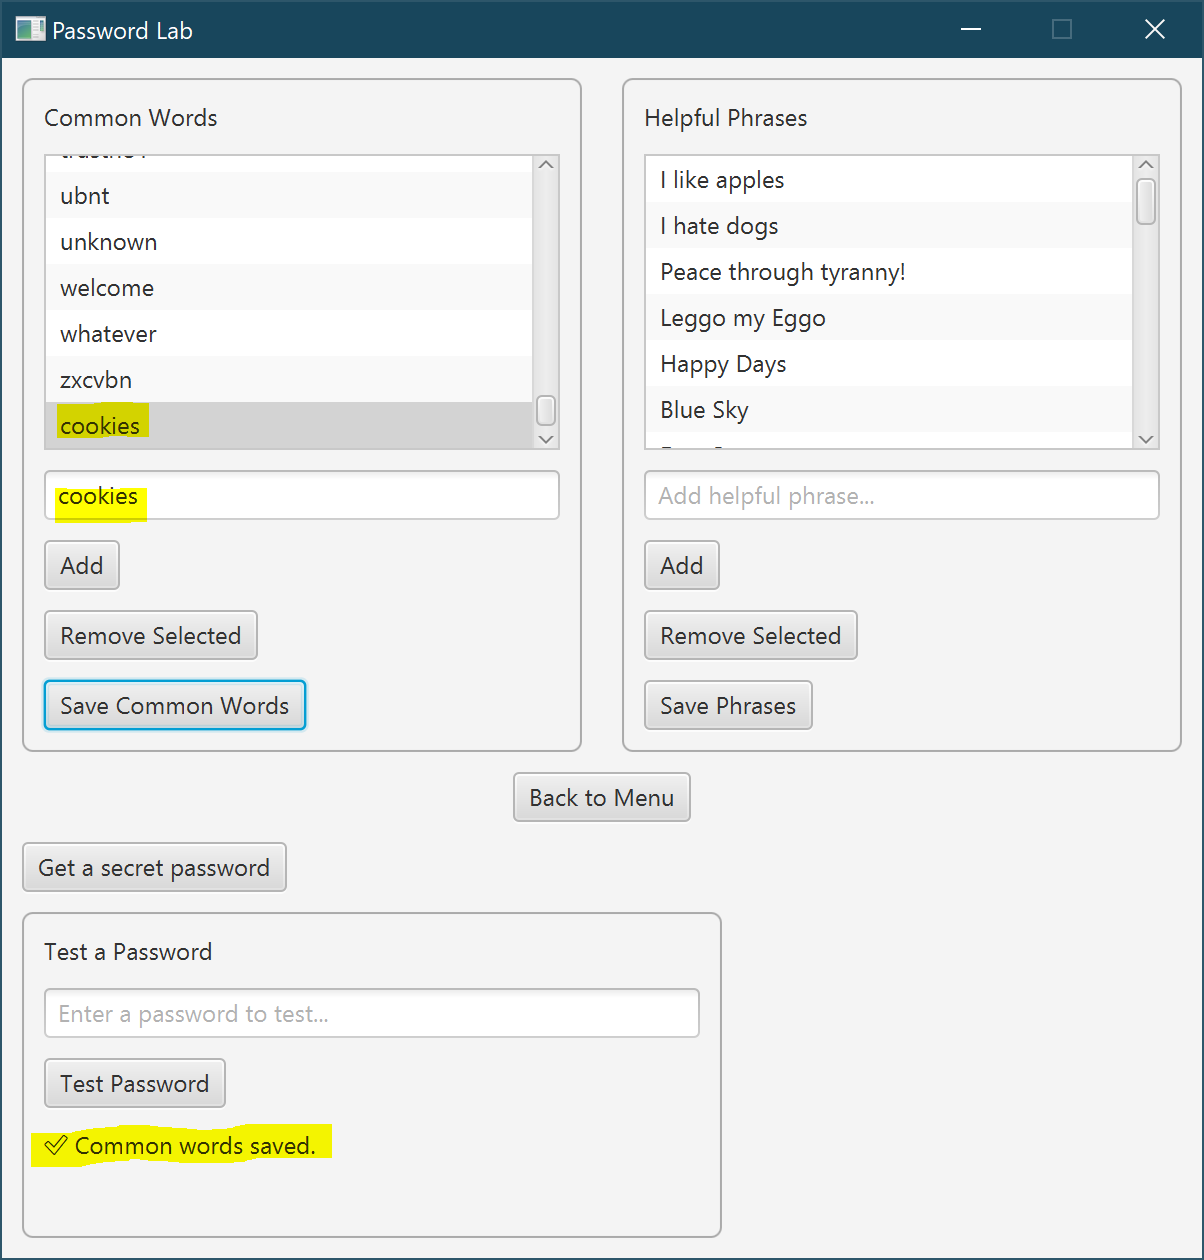 Password Lab
Common Words
ubnt
unknown
welcome
whatever
zxcvbn
cookies
cookies
Add
Remove Selected
Save Common Words
Helpful Phrases
I like apples
I hate dogs
Peace through tyranny!
Leggo my Eggo
Happy Days
Blue Sky
Add helpful phrase...
Add
Remove Selected
Save Phrases
Back to Menu
Get a secret password
Test a Password
Enter a password to test...
Test Password
✅ Common words saved.